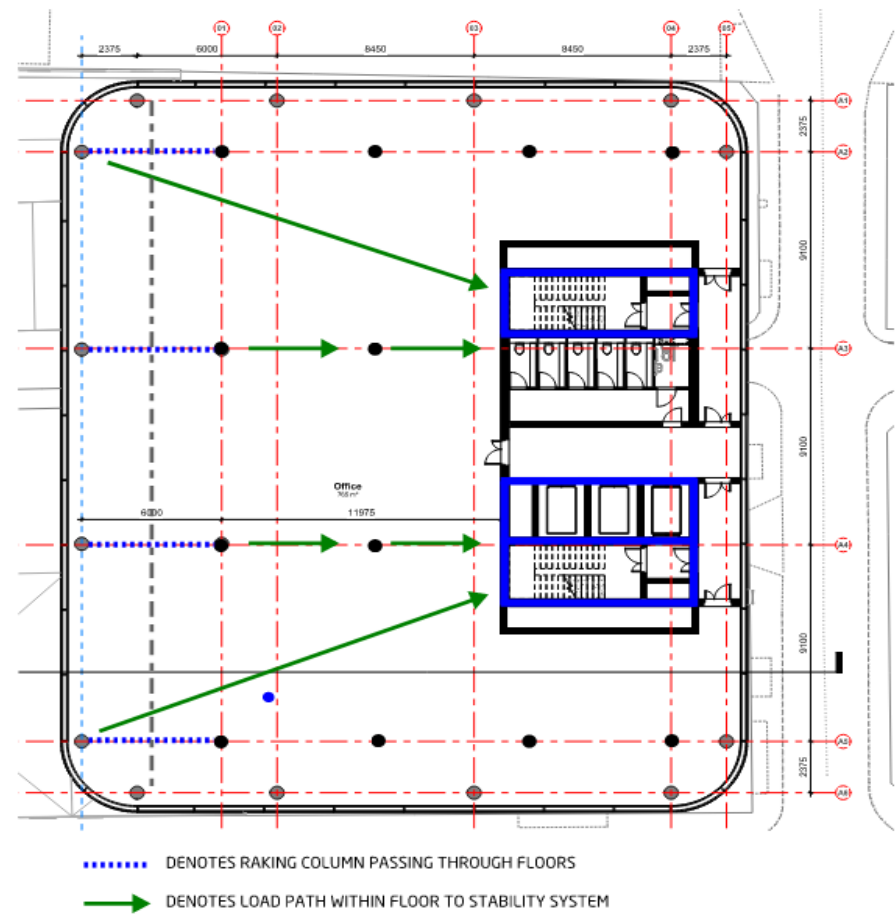 01 02 03 04 05
2375 6000 8450 8450 2375
A1
2375
A2
9100
A3
9100
Office
6000 11975
A4
9100
A5
2375
A6
DENOTES RAKING COLUMN PASSING THROUGH FLOORS
DENOTES LOAD PATH WITHIN FLOOR TO STABILITY SYSTEM